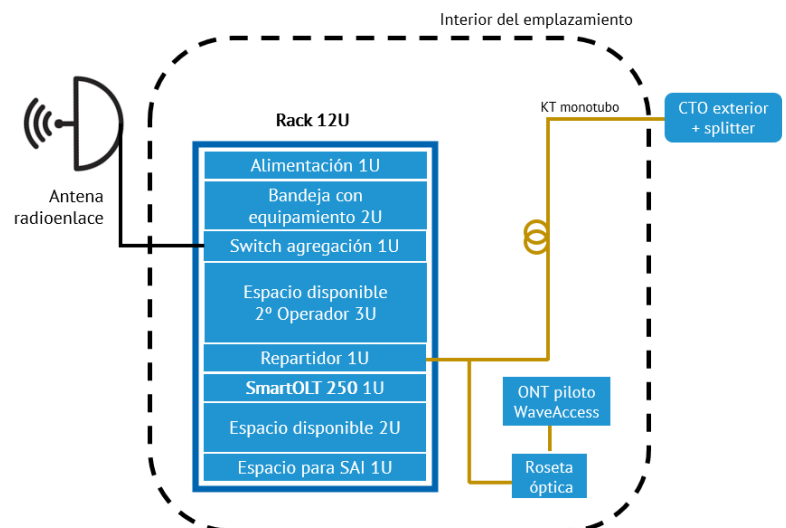 Interior del emplazamiento
KT monotubo
CTO exterior
+ splitter
Rack 12U
Antena
radioenlace
Alimentación 1U
Bandeja con
equipamiento 2U
Switch agregación 1U
Espacio disponible
2º Operador 3U
Repartidor 1U
SmartOLT 250 1U
Espacio disponible 2U
Espacio para SAI 1U
ONT piloto
WaveAccess
Roseta
óptica